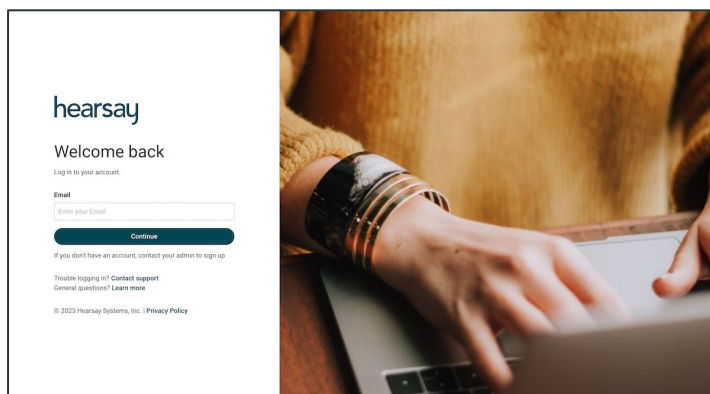 hearsay
Welcome back
Log in to your account.
Email
Enter your Email
Continue
If you don't have an account, contact your admin to sign up
Trouble logging in? Contact support
General questions? Learn more
© 2023 Hearsay Systems, Inc. | Privacy Policy